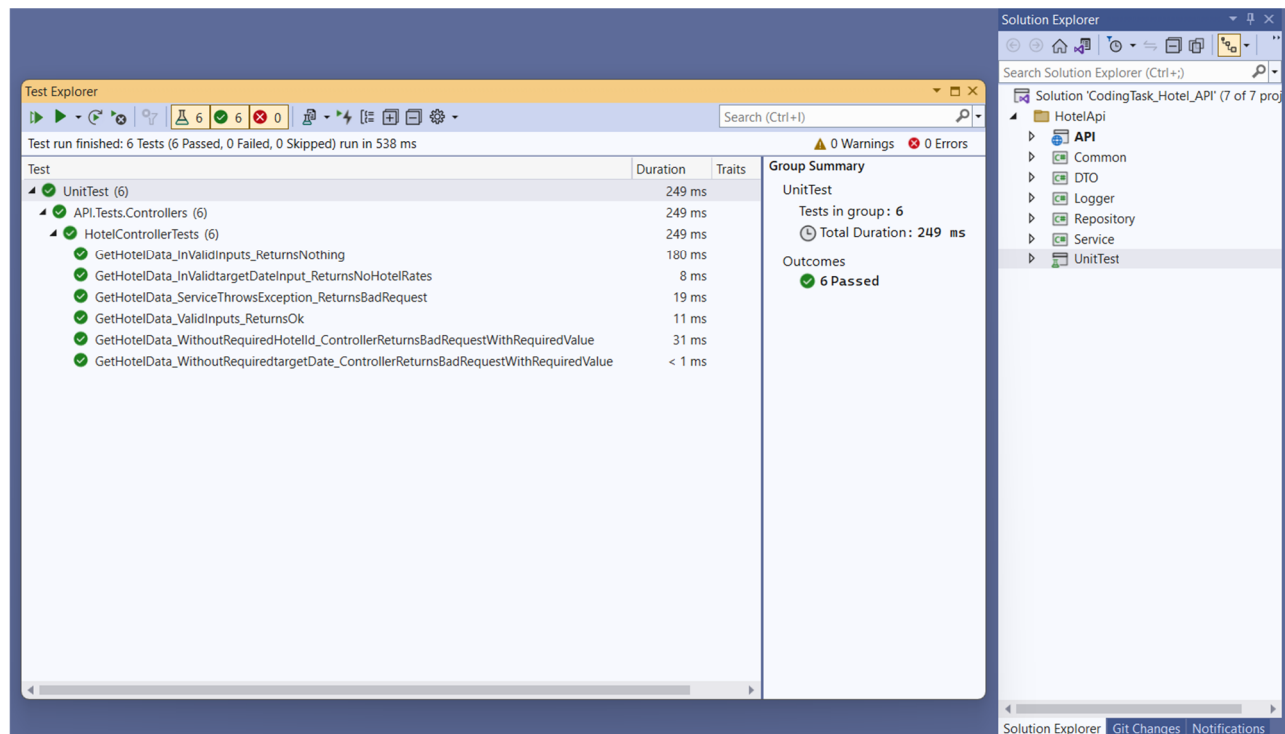 Test Explorer
6 6 0
Search (Ctrl+I)
Test run finished: 6 Tests (6 Passed, 0 Failed, 0 Skipped) run in 538 ms
0 Warnings 0 Errors
Test Duration Traits
UnitTest (6) 249 ms
API.Tests.Controllers (6) 249 ms
HotelControllerTests (6) 249 ms
GetHotelData_InValidInputs_ReturnsNothing 180 ms
GetHotelData_InValidtargetDateInput_ReturnsNoHotelRates 8 ms
GetHotelData_ServiceThrowsException_ReturnsBadRequest 19 ms
GetHotelData_ValidInputs_ReturnsOk 11 ms
GetHotelData_WithoutRequiredHotelId_ControllerReturnsBadRequestWithRequiredValue 31 ms
GetHotelData_WithoutRequiredtargetDate_ControllerReturnsBadRequestWithRequiredValue < 1 ms
Group Summary
UnitTest
Tests in group: 6
Total Duration: 249 ms
Outcomes
6 Passed
Solution Explorer
Search Solution Explorer (Ctrl+;)
Solution 'CodingTask_Hotel_API' (7 of 7 proj
HotelApi
API
Common
DTO
Logger
Repository
Service
UnitTest
Solution Explorer Git Changes Notifications